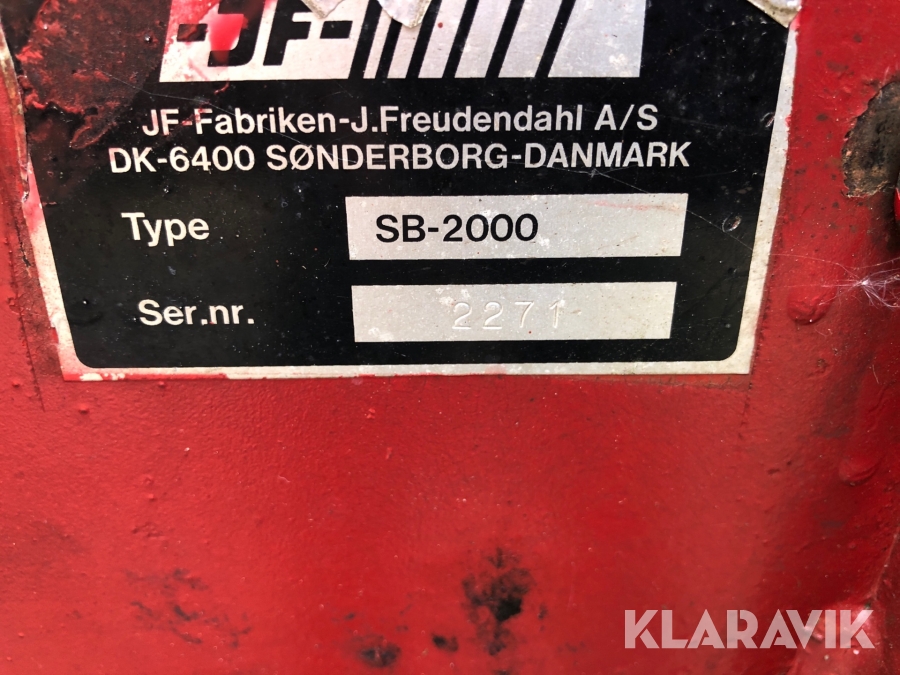 -JF-
JF-Fabriken-J.Freudendahl A/S
DK-6400 SØNDERBORG-DANMARK
Type SB-2000
Ser.nr. 2271
KLARAVIK